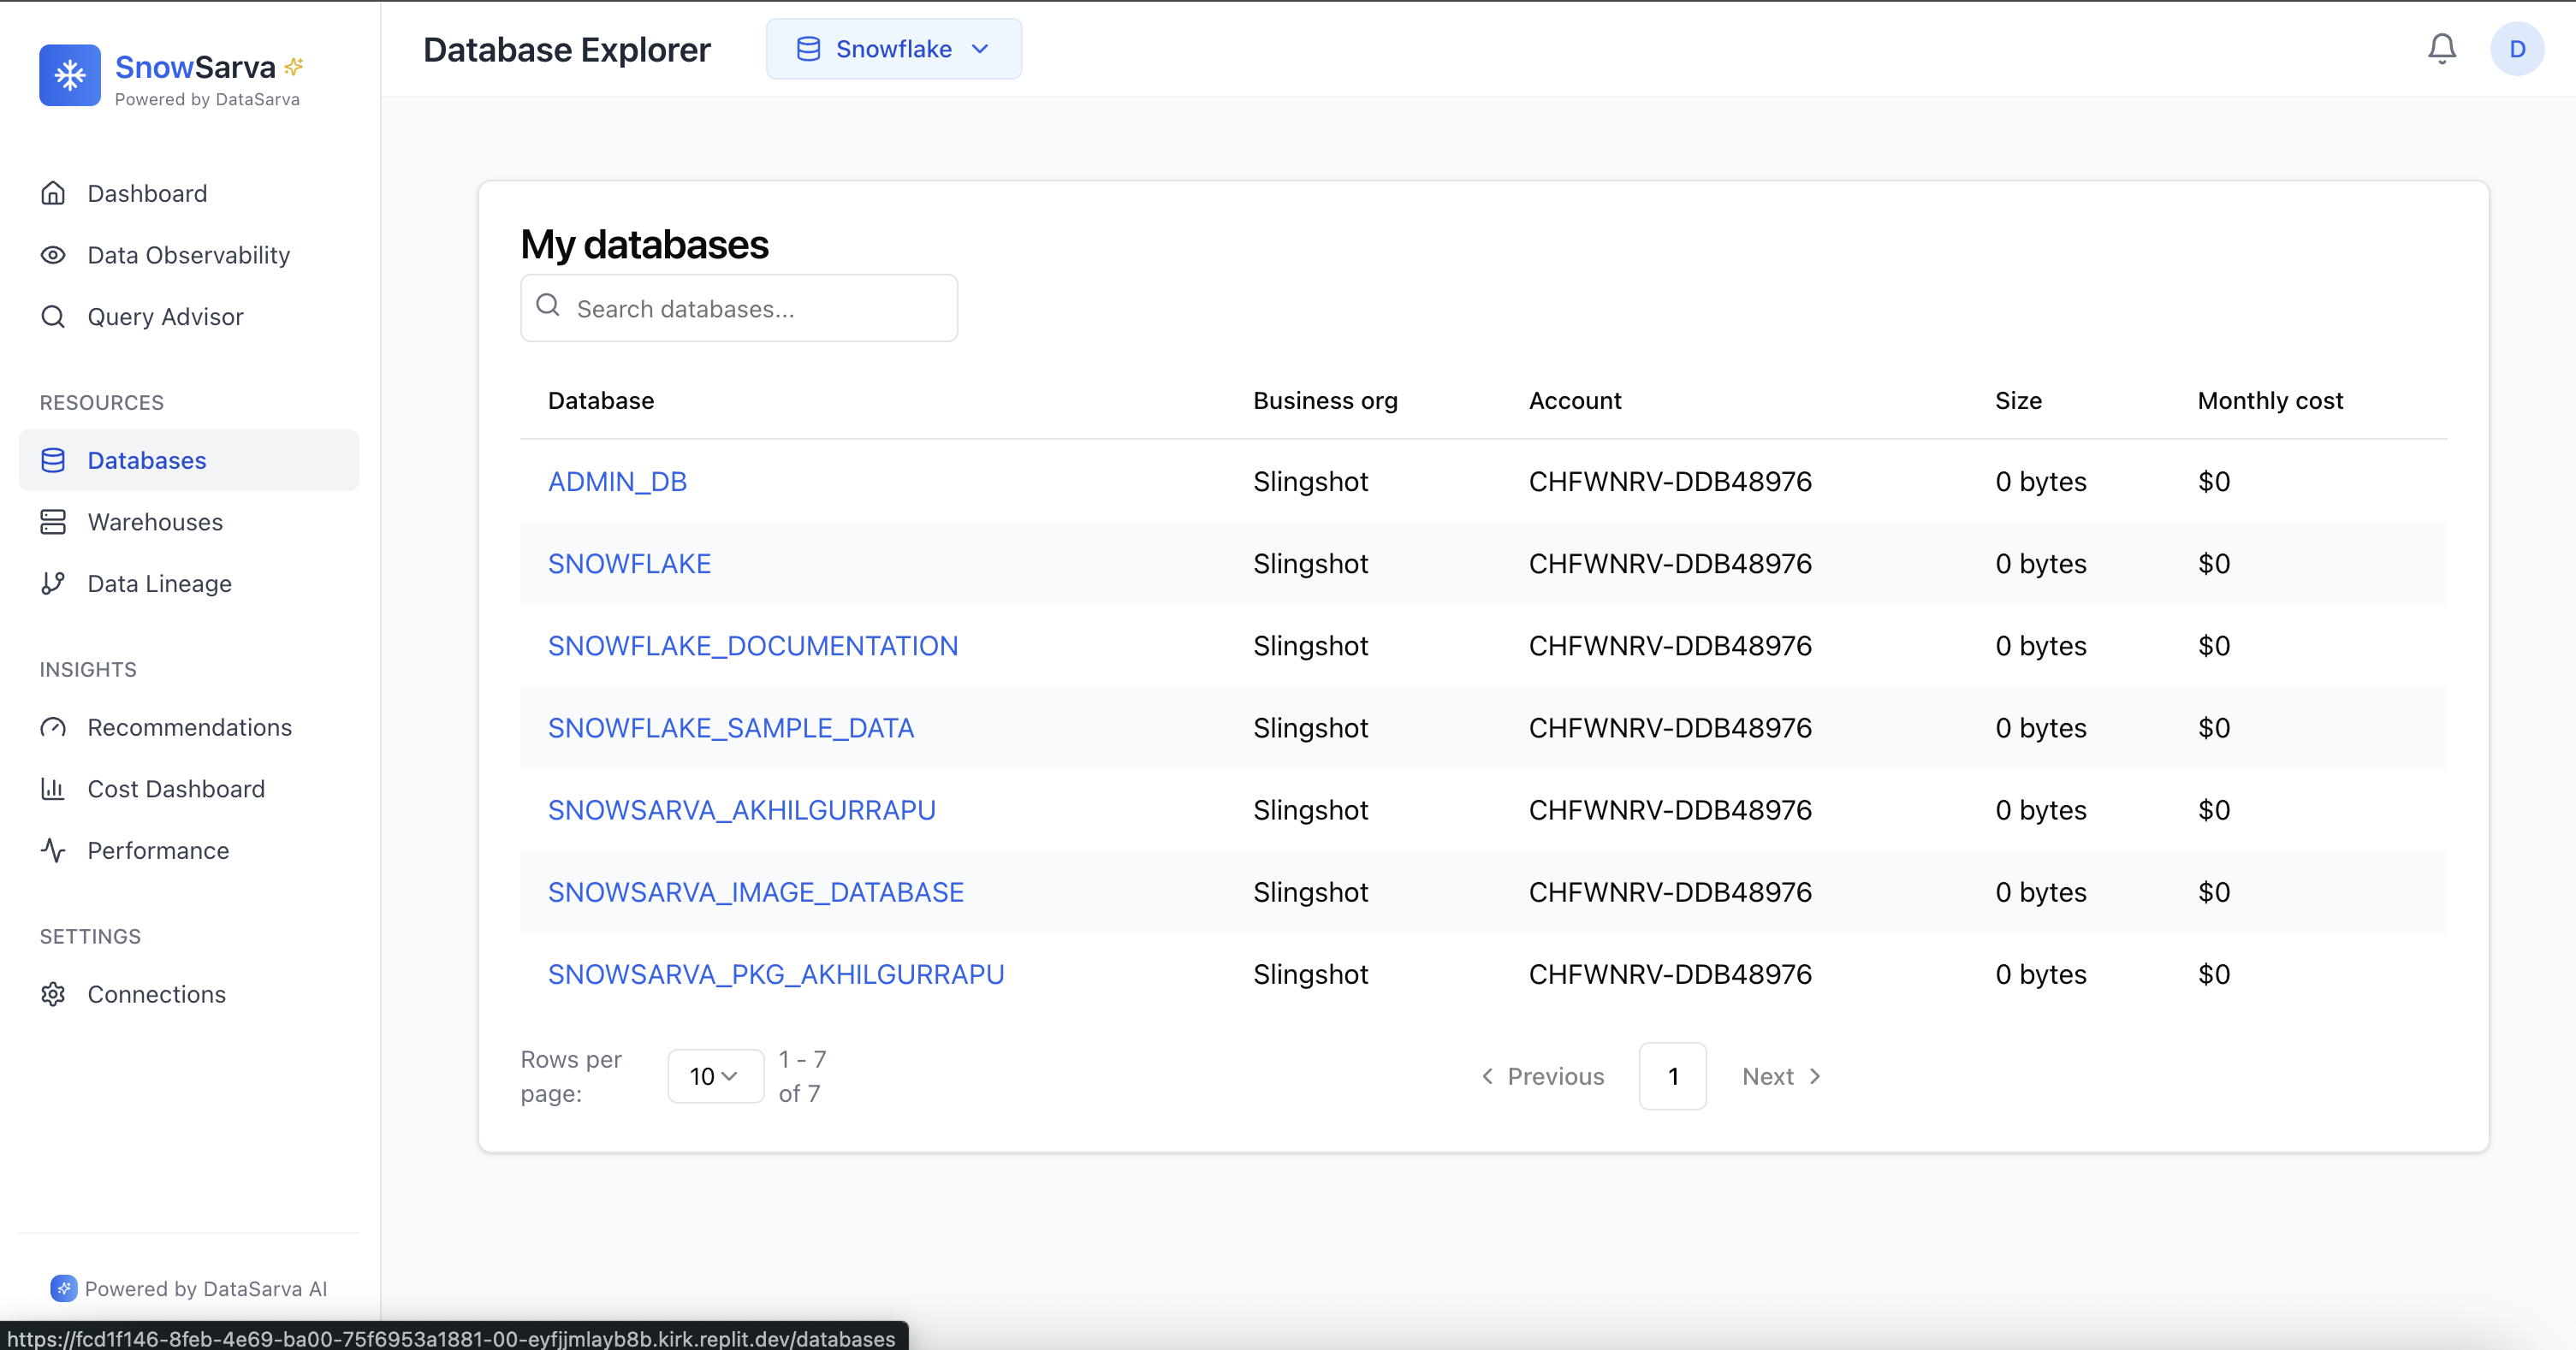 SnowSarva
Powered by DataSarva
Dashboard
Data Observability
Query Advisor
RESOURCES
Databases
Warehouses
Data Lineage
INSIGHTS
Recommendations
Cost Dashboard
Performance
SETTINGS
Connections
Powered by DataSarva AI
Database Explorer
Snowflake
D
My databases
Search databases...
Database Business org Account Size Monthly cost
ADMIN_DB Slingshot CHFWNRV-DDB48976 0 bytes $0
SNOWFLAKE Slingshot CHFWNRV-DDB48976 0 bytes $0
SNOWFLAKE_DOCUMENTATION Slingshot CHFWNRV-DDB48976 0 bytes $0
SNOWFLAKE_SAMPLE_DATA Slingshot CHFWNRV-DDB48976 0 bytes $0
SNOWSARVA_AKHILGURRAPU Slingshot CHFWNRV-DDB48976 0 bytes $0
SNOWSARVA_IMAGE_DATABASE Slingshot CHFWNRV-DDB48976 0 bytes $0
SNOWSARVA_PKG_AKHILGURRAPU Slingshot CHFWNRV-DDB48976 0 bytes $0
Rows per
page:
10
1 - 7
of 7
Previous 1 Next
https://fcd1f146-8feb-4e69-ba00-75f6953a1881-00-eyfjjmlayb8b.kirk.replit.dev/databases